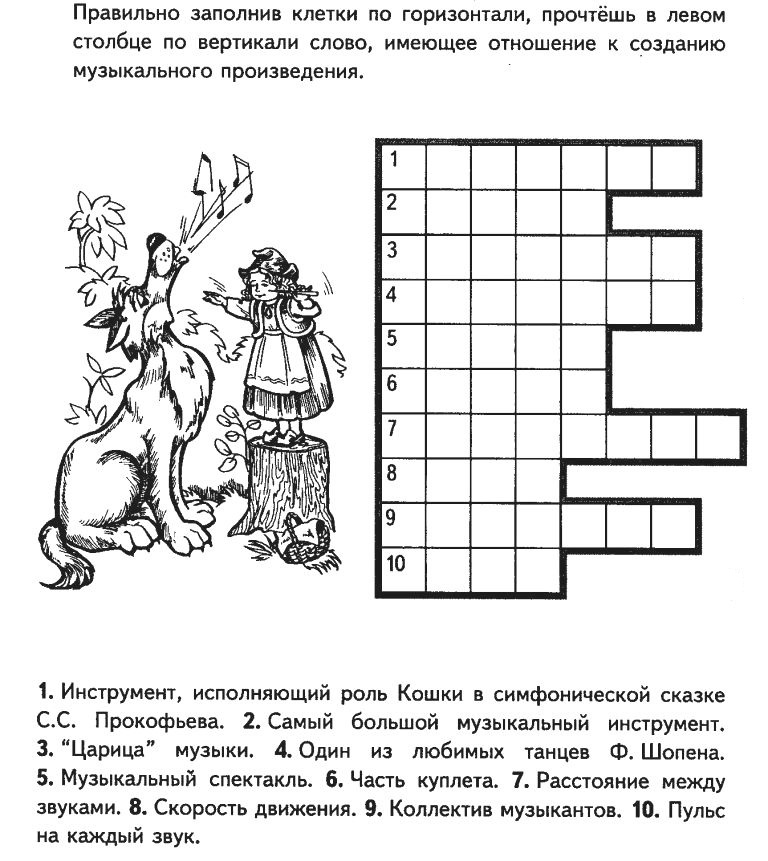 Правильно заполнив клетки по горизонтали, прочтёшь в левом
столбце по вертикали слово, имеющее отношение к созданию
музыкального произведения.
1
2
3
4
5
6
7
8
9
10
1. Инструмент, исполняющий роль Кошки в симфонической сказке
С.С. Прокофьева. 2. Самый большой музыкальный инструмент.
3. "Царица" музыки. 4. Один из любимых танцев Ф. Шопена.
5. Музыкальный спектакль. 6. Часть куплета. 7. Расстояние между
звуками. 8. Скорость движения. 9. Коллектив музыкантов. 10. Пульс
на каждый звук.